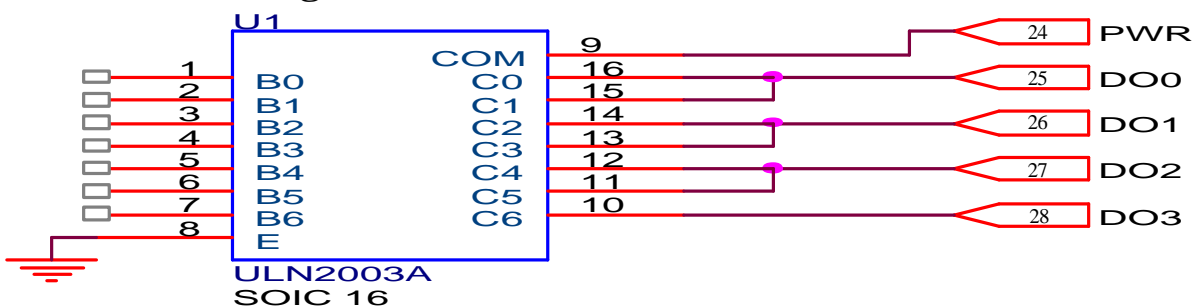 U1
COM 9 24 PWR
1 B0 C0 16 25 DO0
2 B1 C1 15
3 B2 C2 14 26 DO1
4 B3 C3 13
5 B4 C4 12 27 DO2
6 B5 C5 11
7 B6 C6 10 28 DO3
8 E
ULN2003A
SOIC 16